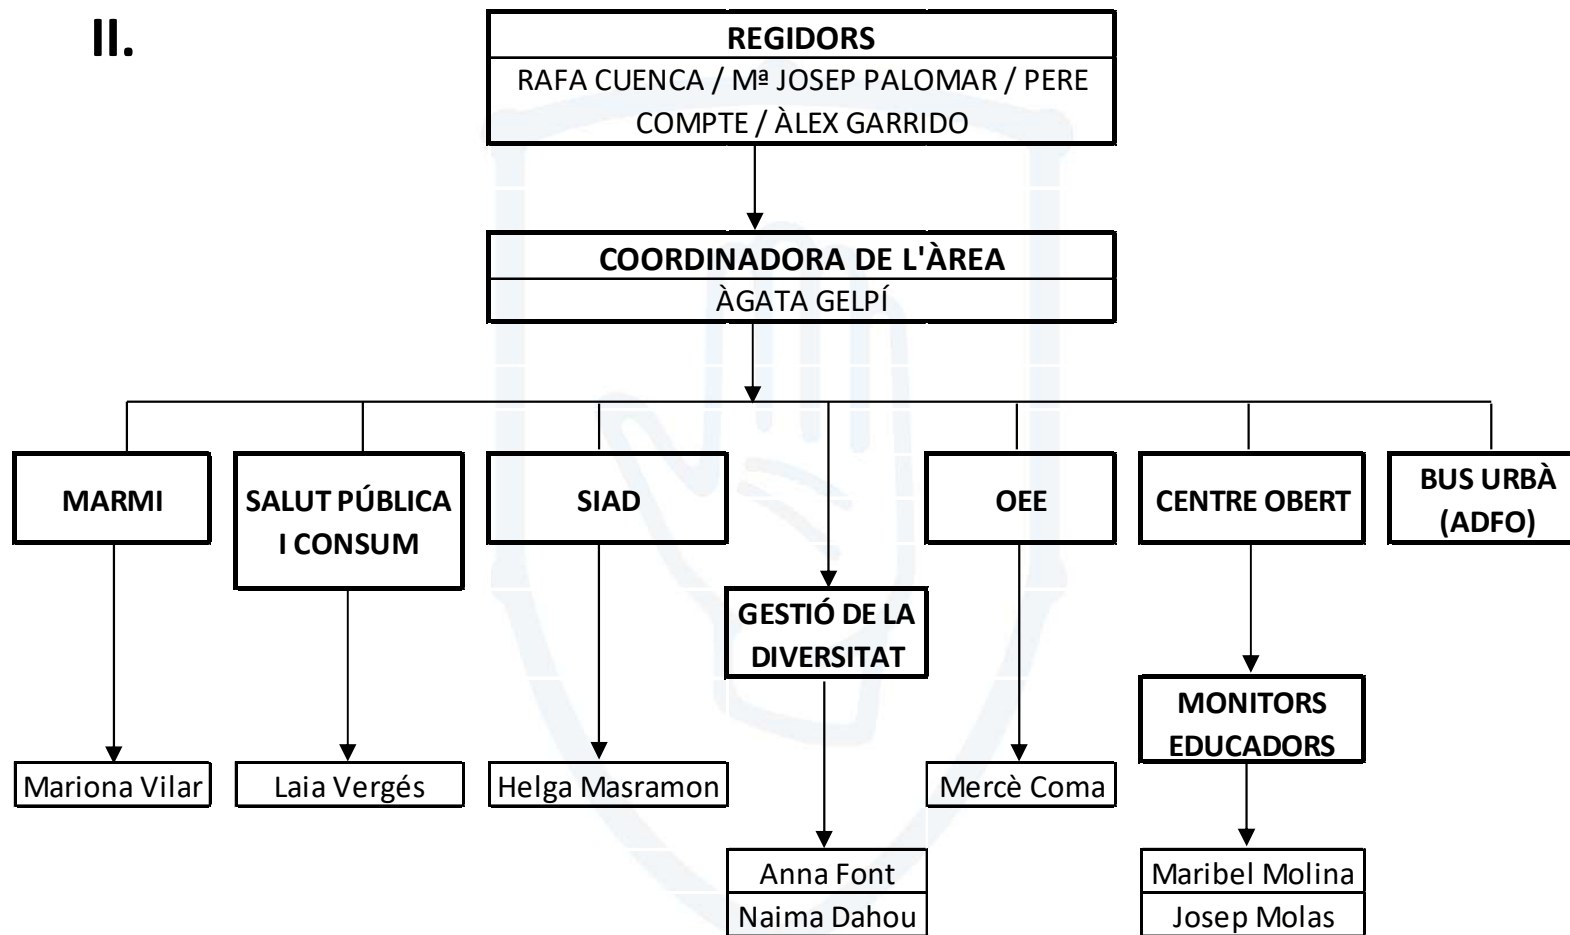 II.
REGIDORS
RAFA CUENCA / Mª JOSEP PALOMAR / PERE
COMPTE / ÀLEX GARRIDO
COORDINADORA DE L'ÀREA
ÀGATA GELPÍ
MARMI
SALUT PÚBLICA
I CONSUM
SIAD
OEE
CENTRE OBERT
BUS URBÀ
(ADFO)
GESTIÓ DE LA
DIVERSITAT
MONITORS
EDUCADORS
Mariona Vilar
Laia Vergés
Helga Masramon
Mercè Coma
Anna Font
Naima Dahou
Maribel Molina
Josep Molas